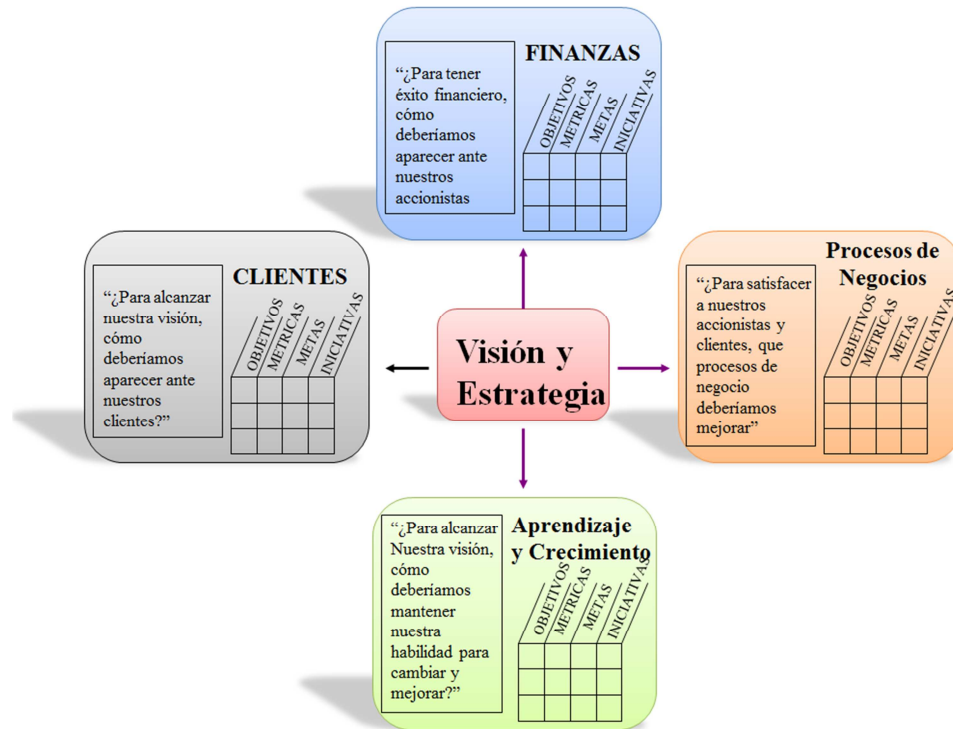 FINANZAS
“¿Para tener
éxito financiero,
cómo
deberíamos
aparecer ante
nuestros
accionistas
OBJETIVOS
METRICAS
METAS
INICIATIVAS
CLIENTES
“¿Para alcanzar
nuestra visión,
cómo
deberíamos
aparecer ante
nuestros
clientes?”
OBJETIVOS
METRICAS
METAS
INICIATIVAS
Visión y
Estrategia
Procesos de
Negocios
“¿Para satisfacer
a nuestros
accionistas y
clientes, que
procesos de
negocio
deberíamos
mejorar”
OBJETIVOS
METRICAS
METAS
INICIATIVAS
Aprendizaje
y Crecimiento
“¿Para alcanzar
Nuestra visión,
cómo
deberíamos
mantener
nuestra
habilidad para
cambiar y
mejorar?”
OBJETIVOS
METRICAS
METAS
INICIATIVAS